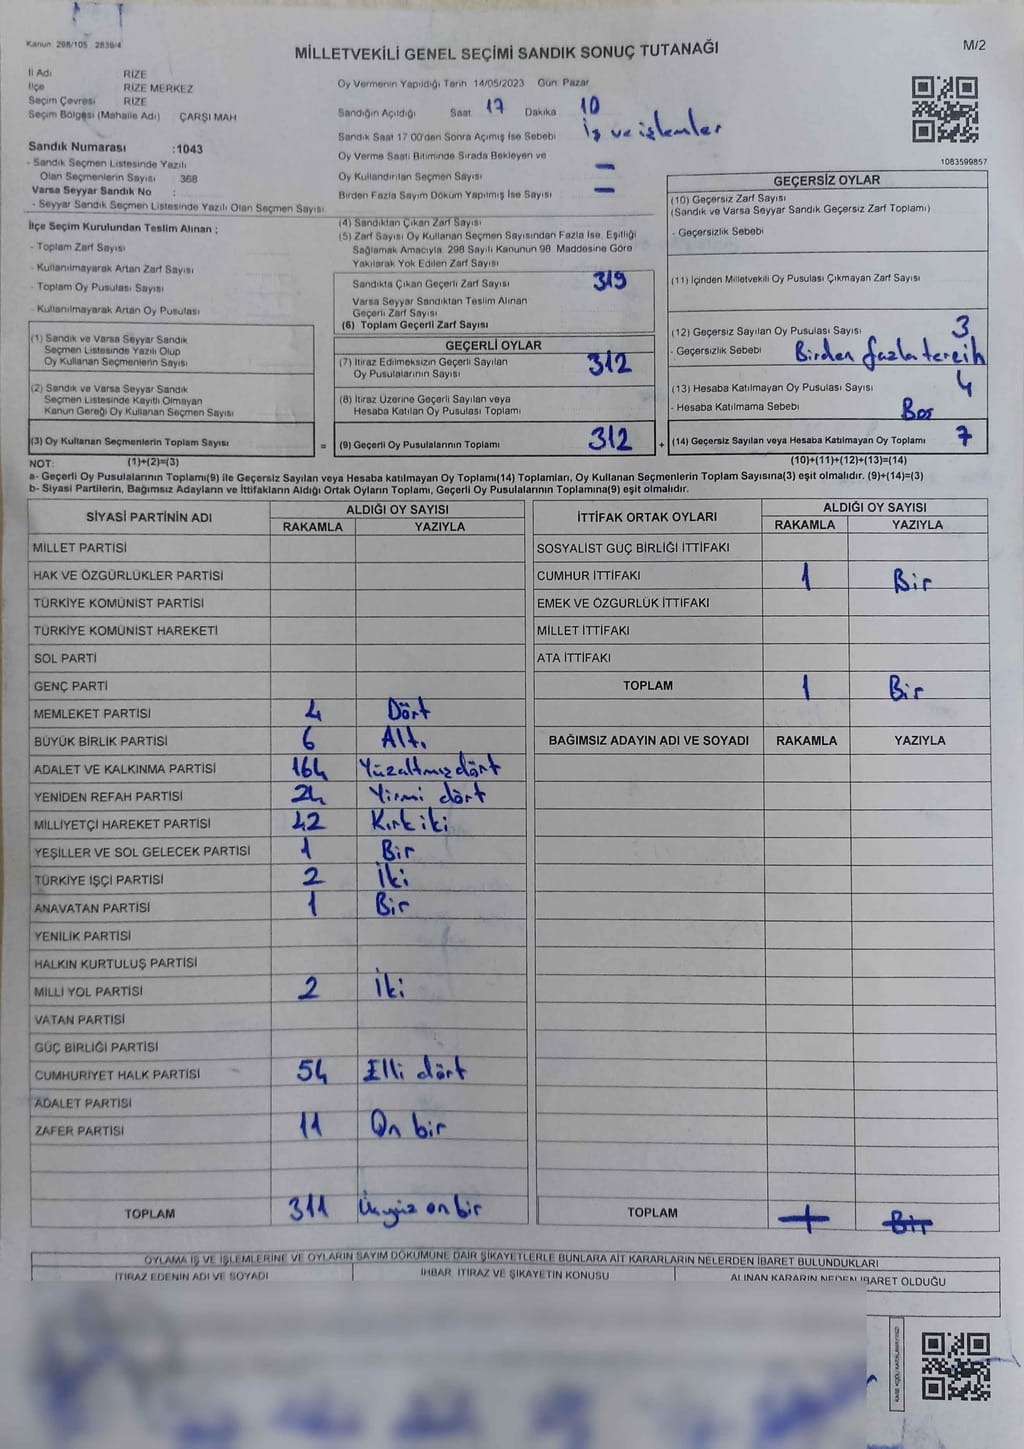 Kanun 298/105 2839/4
MİLLETVEKİLİ GENEL SEÇİMİ SANDIK SONUÇ TUTANAĞI
M/2
İl Adı RİZE
İlçe RİZE MERKEZ
Seçim Çevresi RİZE
Seçim Bölgesi (Mahalle Adı) ÇARŞI MAH
Sandık Numarası :1043
- Sandık Seçmen Listesinde Yazılı
Olan Seçmenlerin Sayısı 368
Varsa Seyyar Sandık No :
- Seyyar Sandık Seçmen Listesinde Yazılı Olan Seçmen Sayısı
Oy Vermenin Yapıldığı Tarih 14/05/2023 Gün Pazar
Sandığın Açıldığı Saat 17 Dakika 10
Sandık Saat 17 00'den Sonra Açımış İse Sebebi İş ve işlemler
Oy Verme Saati Bitiminde Sırada Bekleyen ve
Oy Kullandırılan Seçmen Sayısı –
Birden Fazla Sayım Döküm Yapılmış İse Sayısı –
1083599857
İlçe Seçim Kurulundan Teslim Alınan ;
- Toplam Zarf Sayısı
- Kullanılmayarak Artan Zarf Sayısı
- Toplam Oy Pusulası Sayısı
- Kullanılmayarak Artan Oy Pusulası
(4) Sandıktan Çıkan Zarf Sayısı
(5) Zarf Sayısı Oy Kullanan Seçmen Sayısından Fazla İse, Eşitliği
Sağlamak Amacıyla 298 Sayılı Kanunun 98 Maddesine Göre
Yakılarak Yok Edilen Zarf Sayısı
Sandıkta Çıkan Geçerli Zarf Sayısı 319
Varsa Seyyar Sandıktan Teslim Alınan
Geçerli Zarf Sayısı
(6) Toplam Geçerli Zarf Sayısı
GEÇERSİZ OYLAR
(10) Geçersiz Zarf Sayısı
(Sandık ve Varsa Seyyar Sandık Geçersiz Zarf Toplamı)
- Geçersizlik Sebebi
(11) İçinden Milletvekili Oy Pusulası Çıkmayan Zarf Sayısı
(12) Geçersiz Sayılan Oy Pusulası Sayısı 3
- Geçersizlik Sebebi Birden fazla tercih
(13) Hesaba Katılmayan Oy Pusulası Sayısı 4
- Hesaba Katılmama Sebebi Boş
(14) Geçersiz Sayılan veya Hesaba Katılmayan Oy Toplamı 7
(10)+(11)+(12)+(13)=(14)
(1) Sandık ve Varsa Seyyar Sandık
Seçmen Listesinde Yazılı Olup
Oy Kullanan Seçmenlerin Sayısı
(2) Sandık ve Varsa Seyyar Sandık
Seçmen Listesinde Kayıtlı Olmayan
Kanun Gereği Oy Kullanan Seçmen Sayısı
(3) Oy Kullanan Seçmenlerin Toplam Sayısı
GEÇERLİ OYLAR
(7) İtiraz Edilmeksizin Geçerli Sayılan
Oy Pusulalarının Sayısı 312
(8) İtiraz Üzerine Geçerli Sayılan veya
Hesaba Katılan Oy Pusulası Toplamı
= (9) Geçerli Oy Pusulalarının Toplamı 312 +
NOT: (1)+(2)=(3)
a- Geçerli Oy Pusulalarının Toplamı(9) ile Geçersiz Sayılan veya Hesaba katılmayan Oy Toplamı(14) Toplamları, Oy Kullanan Seçmenlerin Toplam Sayısına(3) eşit olmalıdır. (9)+(14)=(3)
b- Siyasi Partilerin, Bağımsız Adayların ve İttifakların Aldığı Ortak Oyların Toplamı, Geçerli Oy Pusulalarının Toplamına(9) eşit olmalıdır.
SİYASİ PARTİNİN ADI ALDIĞI OY SAYISI
RAKAMLA YAZIYLA
MİLLET PARTİSİ
HAK VE ÖZGÜRLÜKLER PARTİSİ
TÜRKİYE KOMÜNİST PARTİSİ
TÜRKİYE KOMÜNİST HAREKETİ
SOL PARTİ
GENÇ PARTİ
MEMLEKET PARTİSİ 4 Dört
BÜYÜK BİRLİK PARTİSİ 6 Altı
ADALET VE KALKINMA PARTİSİ 164 Yüzaltmışdört
YENİDEN REFAH PARTİSİ 24 Yirmi dört
MİLLİYETÇİ HAREKET PARTİSİ 42 Kırk iki
YEŞİLLER VE SOL GELECEK PARTİSİ 1 Bir
TÜRKİYE İŞÇİ PARTİSİ 2 İki
ANAVATAN PARTİSİ 1 Bir
YENİLİK PARTİSİ
HALKIN KURTULUŞ PARTİSİ
MİLLİ YOL PARTİSİ 2 İki
VATAN PARTİSİ
GÜÇ BİRLİĞİ PARTİSİ
CUMHURİYET HALK PARTİSİ 54 Elli dört
ADALET PARTİSİ
ZAFER PARTİSİ 11 On bir
TOPLAM 311 Üçyüz on bir
İTTİFAK ORTAK OYLARI ALDIĞI OY SAYISI
RAKAMLA YAZIYLA
SOSYALİST GÜÇ BİRLİĞİ İTTİFAKI
CUMHUR İTTİFAKI 1 Bir
EMEK VE ÖZGÜRLÜK İTTİFAKI
MİLLET İTTİFAKI
ATA İTTİFAKI
TOPLAM 1 Bir
BAĞIMSIZ ADAYIN ADI VE SOYADI RAKAMLA YAZIYLA
TOPLAM 1 Bir
OYLAMA İŞ VE İŞLEMLERİNE VE OYLARIN SAYIM DÖKÜMÜNE DAİR ŞİKAYETLERLE BUNLARA AİT KARARLARIN NELERDEN İBARET BULUNDUKLARI
İTİRAZ EDENİN ADI VE SOYADI İHBAR İTİRAZ VE ŞİKAYETİN KONUSU ALINAN KARARIN NEDEN İBARET OLDUĞU